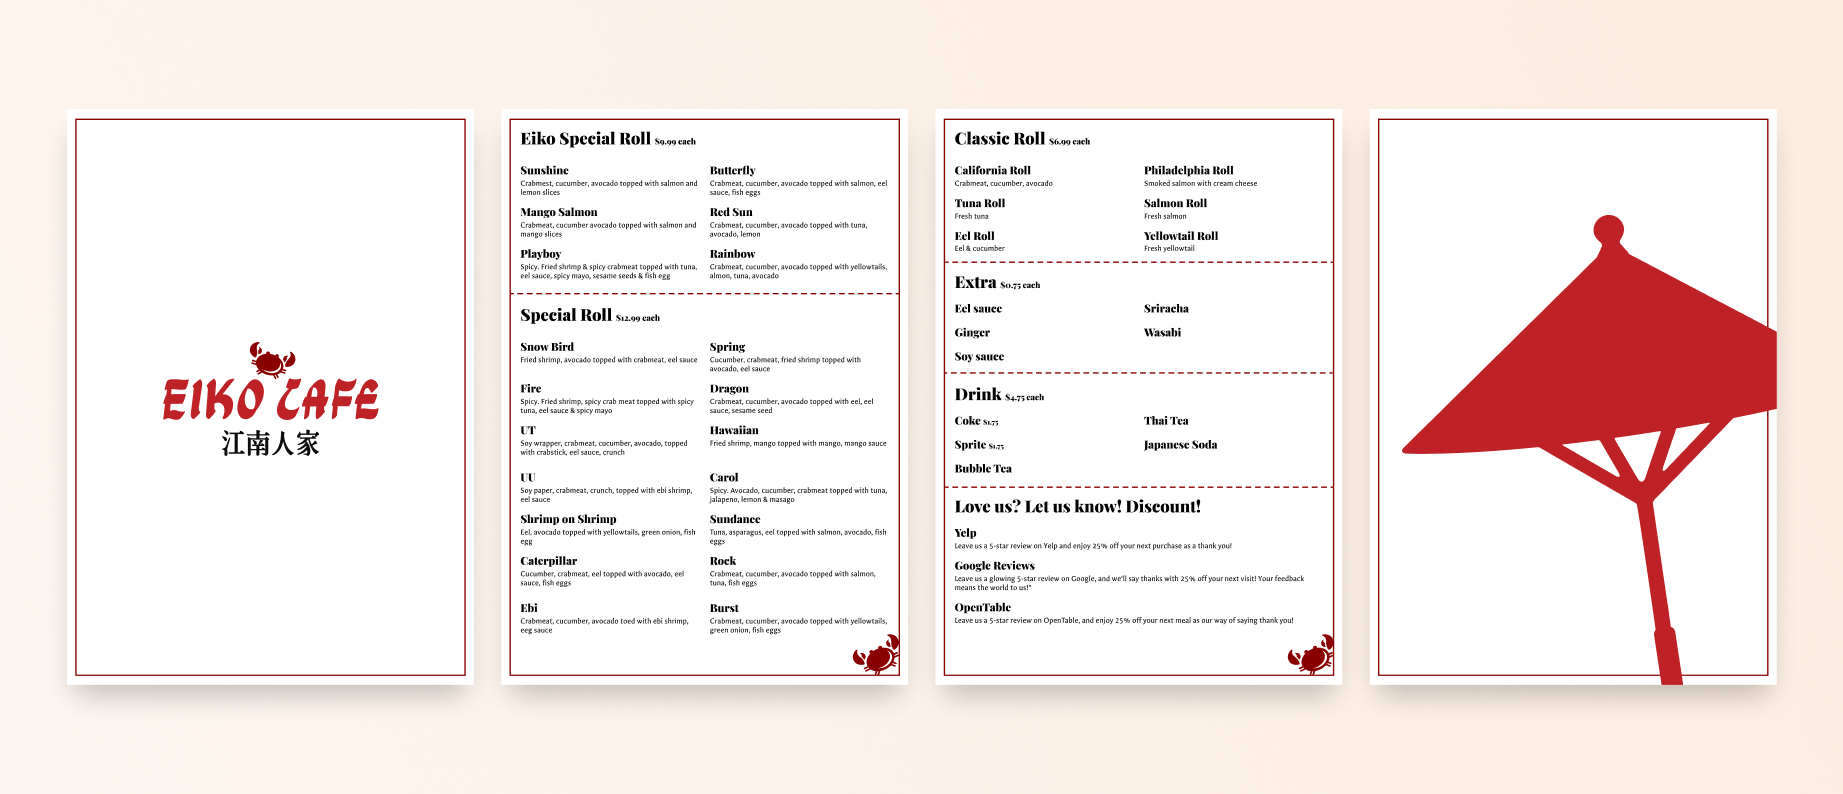 EIKO CAFE
江南人家
Eiko Special Roll $9.99 each
Sunshine
Crabmest, cucumber, avocado topped with salmon and
lemon slices
Butterfly
Crabmeat, cucumber, avocado topped with salmon, eel
sauce, fish eggs
Mango Salmon
Crabmeat, cucumber avocado topped with salmon and
mango slices
Red Sun
Crabmeat, cucumber, avocado topped with tuna,
avocado, lemon
Playboy
Spicy. Fried shrimp & spicy crabmeat topped with tuna,
eel sauce, spicy mayo, sesame seeds & fish egg
Rainbow
Crabmeat, cucumber, avocado topped with yellowtails,
almon, tuna, avocado
Special Roll $12.99 each
Snow Bird
Fried shrimp, avocado topped with crabmeat, eel sauce
Spring
Cucumber, crabmeat, fried shrimp topped with
avocado, eel sauce
Fire
Spicy. Fried shrimp, spicy crab meat topped with spicy
tuna, eel sauce & spicy mayo
Dragon
Crabmeat, cucumber, avocado topped with eel, eel
sauce, sesame seed
UT
Soy wrapper, crabmeat, cucumber, avocado, topped
with crabstick, eel sauce, crunch
Hawaiian
Fried shrimp, mango topped with mango, mango sauce
UU
Soy paper, crabmeat, crunch, topped with ebi shrimp,
eel sauce
Carol
Spicy. Avocado, cucumber, crabmeat topped with tuna,
jalapeno, lemon & masago
Shrimp on Shrimp
Eel, avocado topped with yellowtails, green onion, fish
egg
Sundance
Tuna, asparagus, eel topped with salmon, avocado, fish
eggs
Caterpillar
Cucumber, crabmeat, eel topped with avocado, eel
sauce, fish eggs
Rock
Crabmeat, cucumber, avocado topped with salmon,
tuna, fish eggs
Ebi
Crabmeat, cucumber, avocado toed with ebi shrimp,
eeg sauce
Burst
Crabmeat, cucumber, avocado topped with yellowtails,
green onion, fish eggs
Classic Roll $6.99 each
California Roll
Crabmeat, cucumber, avocado
Philadelphia Roll
Smoked salmon with cream cheese
Tuna Roll
Fresh tuna
Salmon Roll
Fresh salmon
Eel Roll
Eel & cucumber
Yellowtail Roll
Fresh yellowtail
Extra $0.75 each
Eel sauce
Sriracha
Ginger
Wasabi
Soy sauce
Drink $4.75 each
Coke $1.75
Thai Tea
Sprite $1.75
Japanese Soda
Bubble Tea
Love us? Let us know! Discount!
Yelp
Leave us a 5-star review on Yelp and enjoy 25% off your next purchase as a thank you!
Google Reviews
Leave us a glowing 5-star review on Google, and we'll say thanks with 25% off your next visit! Your feedback
means the world to us!"
OpenTable
Leave us a 5-star review on OpenTable, and enjoy 25% off your next meal as our way of saying thank you!